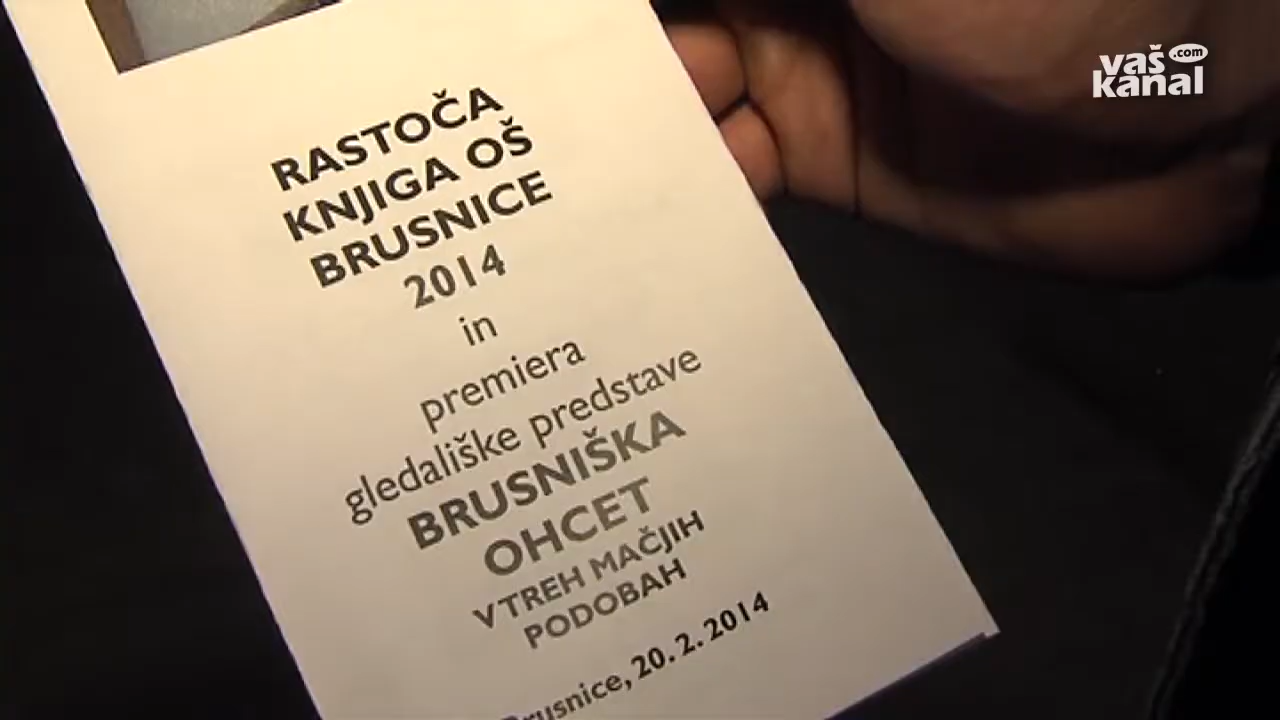 vaš .com
kanal
RASTOČA
KNJIGA OŠ
BRUSNICE
2014
in
premiera
gledališke predstave
BRUSNIŠKA
OHCET
V TREH MAČJIH
PODOBAH
Brusnice, 20. 2. 2014